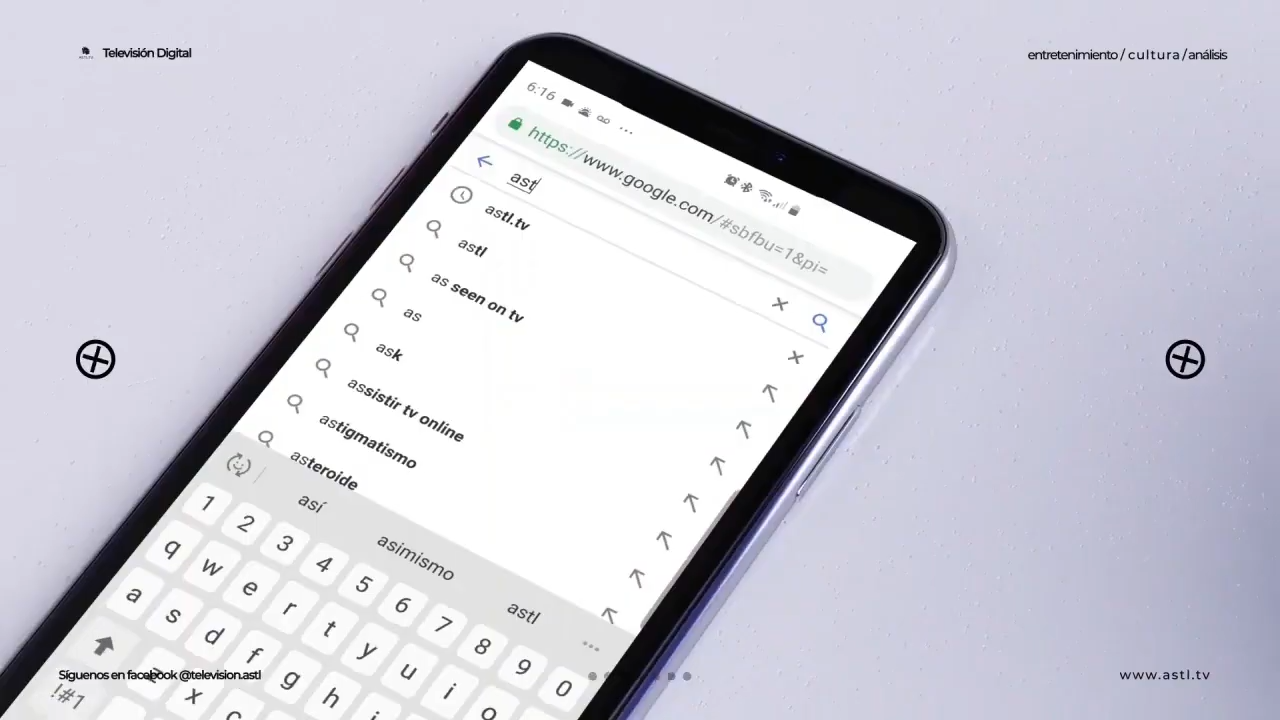 Televisión Digital
entretenimiento / cultura / análisis
6:16
https://www.google.com/#sbfbu=1&pi=
ast
astl.tv
astl
as seen on tv
as
ask
assistir tv online
astigmatismo
asteroide
así asimismo astl
1 2 3 4 5 6 7 8 9 0
q w e r t y u i o
a s d f g h i
x c
!#1
Síguenos en facebook @television.astl
www.astl.tv